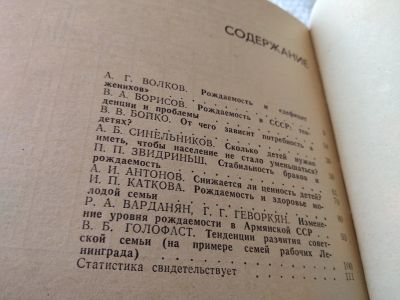 СОДЕРЖАНИЕ
А. Г. ВОЛКОВ. Рождаемость и «дефицит
женихов»
В. А. БОРИСОВ. Рождаемость в СССР: тен-
денции и проблемы
В. В. БОЙКО. От чего зависит потребность в
детях?
А. Б. СИНЕЛЬНИКОВ. Сколько детей нужно
иметь, чтобы население не стало уменьшаться?
П. П. ЗВИДРИНЬШ. Стабильность браков и
рождаемость
А. И. АНТОНОВ. Снижается ли ценность детей?
И. П. КАТКОВА. Рождаемость и здоровье мо-
лодой семьи
Р. А. ВАРДАНЯН, Г. Г. ГЕВОРКЯН. Измене-
ние уровня рождаемости в Армянской ССР
В. Б. ГОЛОФАСТ. Тенденции развития совет-
ской семьи (на примере семей рабочих Ле-
нинграда) 100
Статистика свидетельствует 111